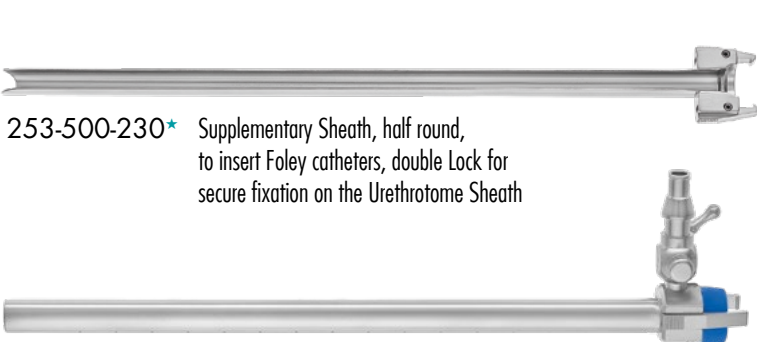 253-500-230★ Supplementary Sheath, half round,
to insert Foley catheters, double Lock for
secure fixation on the Urethrotome Sheath